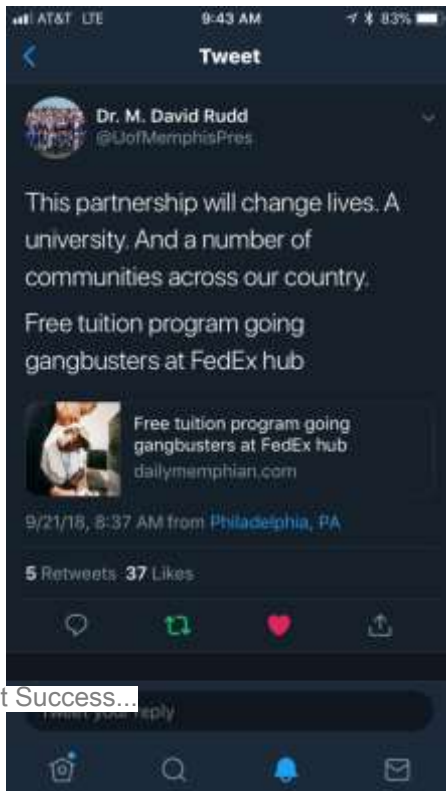 AT&T LTE 9:43 AM 83%
Tweet
Dr. M. David Rudd
@UofMemphisPres
This partnership will change lives. A
university. And a number of
communities across our country.
Free tuition program going
gangbusters at FedEx hub
Free tuition program going
gangbusters at FedEx hub
dailymemphian.com
9/21/18, 8:37 AM from Philadelphia, PA
5 Retweets 37 Likes
t Success...
Tweet your reply